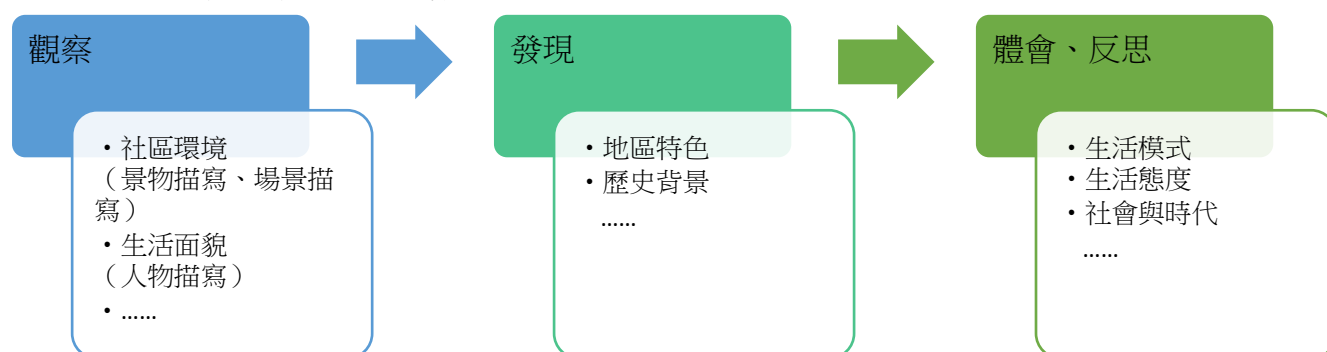 觀察
・社區環境
（景物描寫、場景描
寫）
・生活面貌
（人物描寫）
・……
發現
・地區特色
・歷史背景
……
體會、反思
・生活模式
・生活態度
・社會與時代
……